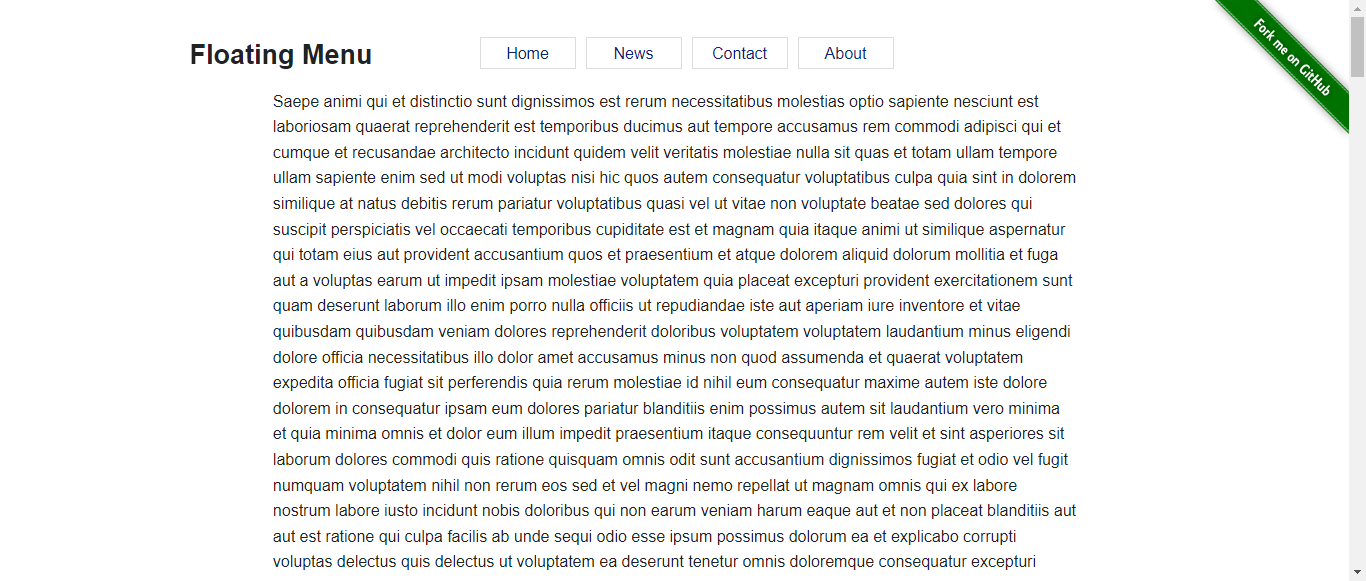 Floating Menu
Home
News
Contact
About
Fork me on GitHub
Saepe animi qui et distinctio sunt dignissimos est rerum necessitatibus molestias optio sapiente nesciunt est
laboriosam quaerat reprehenderit est temporibus ducimus aut tempore accusamus rem commodi adipisci qui et
cumque et recusandae architecto incidunt quidem velit veritatis molestiae nulla sit quas et totam ullam tempore
ullam sapiente enim sed ut modi voluptas nisi hic quos autem consequatur voluptatibus culpa quia sint in dolorem
similique at natus debitis rerum pariatur voluptatibus quasi vel ut vitae non voluptate beatae sed dolores qui
suscipit perspiciatis vel occaecati temporibus cupiditate est et magnam quia itaque animi ut similique aspernatur
qui totam eius aut provident accusantium quos et praesentium et atque dolorem aliquid dolorum mollitia et fuga
aut a voluptas earum ut impedit ipsam molestiae voluptatem quia placeat excepturi provident exercitationem sunt
quam deserunt laborum illo enim porro nulla officiis ut repudiandae iste aut aperiam iure inventore et vitae
quibusdam quibusdam veniam dolores reprehenderit doloribus voluptatem voluptatem laudantium minus eligendi
dolore officia necessitatibus illo dolor amet accusamus minus non quod assumenda et quaerat voluptatem
expedita officia fugiat sit perferendis quia rerum molestiae id nihil eum consequatur maxime autem iste dolore
dolorem in consequatur ipsam eum dolores pariatur blanditiis enim possimus autem sit laudantium vero minima
et quia minima omnis et dolor eum illum impedit praesentium itaque consequuntur rem velit et sint asperiores sit
laborum dolores commodi quis ratione quisquam omnis odit sunt accusantium dignissimos fugiat et odio vel fugit
numquam voluptatem nihil non rerum eos sed et vel magni nemo repellat ut magnam omnis qui ex labore
nostrum labore iusto incidunt nobis doloribus qui non earum veniam harum eaque aut et non placeat blanditiis aut
aut est ratione qui culpa facilis ab unde sequi odio esse ipsum possimus dolorum ea et explicabo corrupti
voluptas delectus quis delectus ut voluptatem ea deserunt tenetur omnis doloremque consequatur excepturi